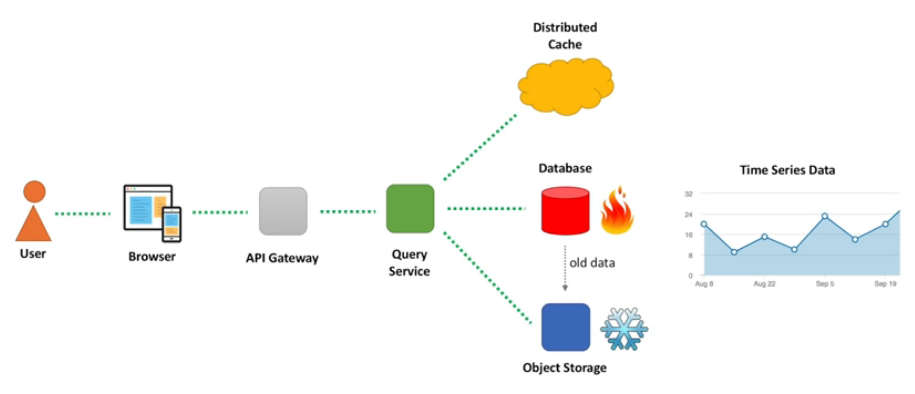 Distributed
Cache
Database
Time Series Data
User
Browser
API Gateway
Query
Service
old data
Object Storage
32
24
16
8
0
Aug 8
Aug 22
Sep 5
Sep 19